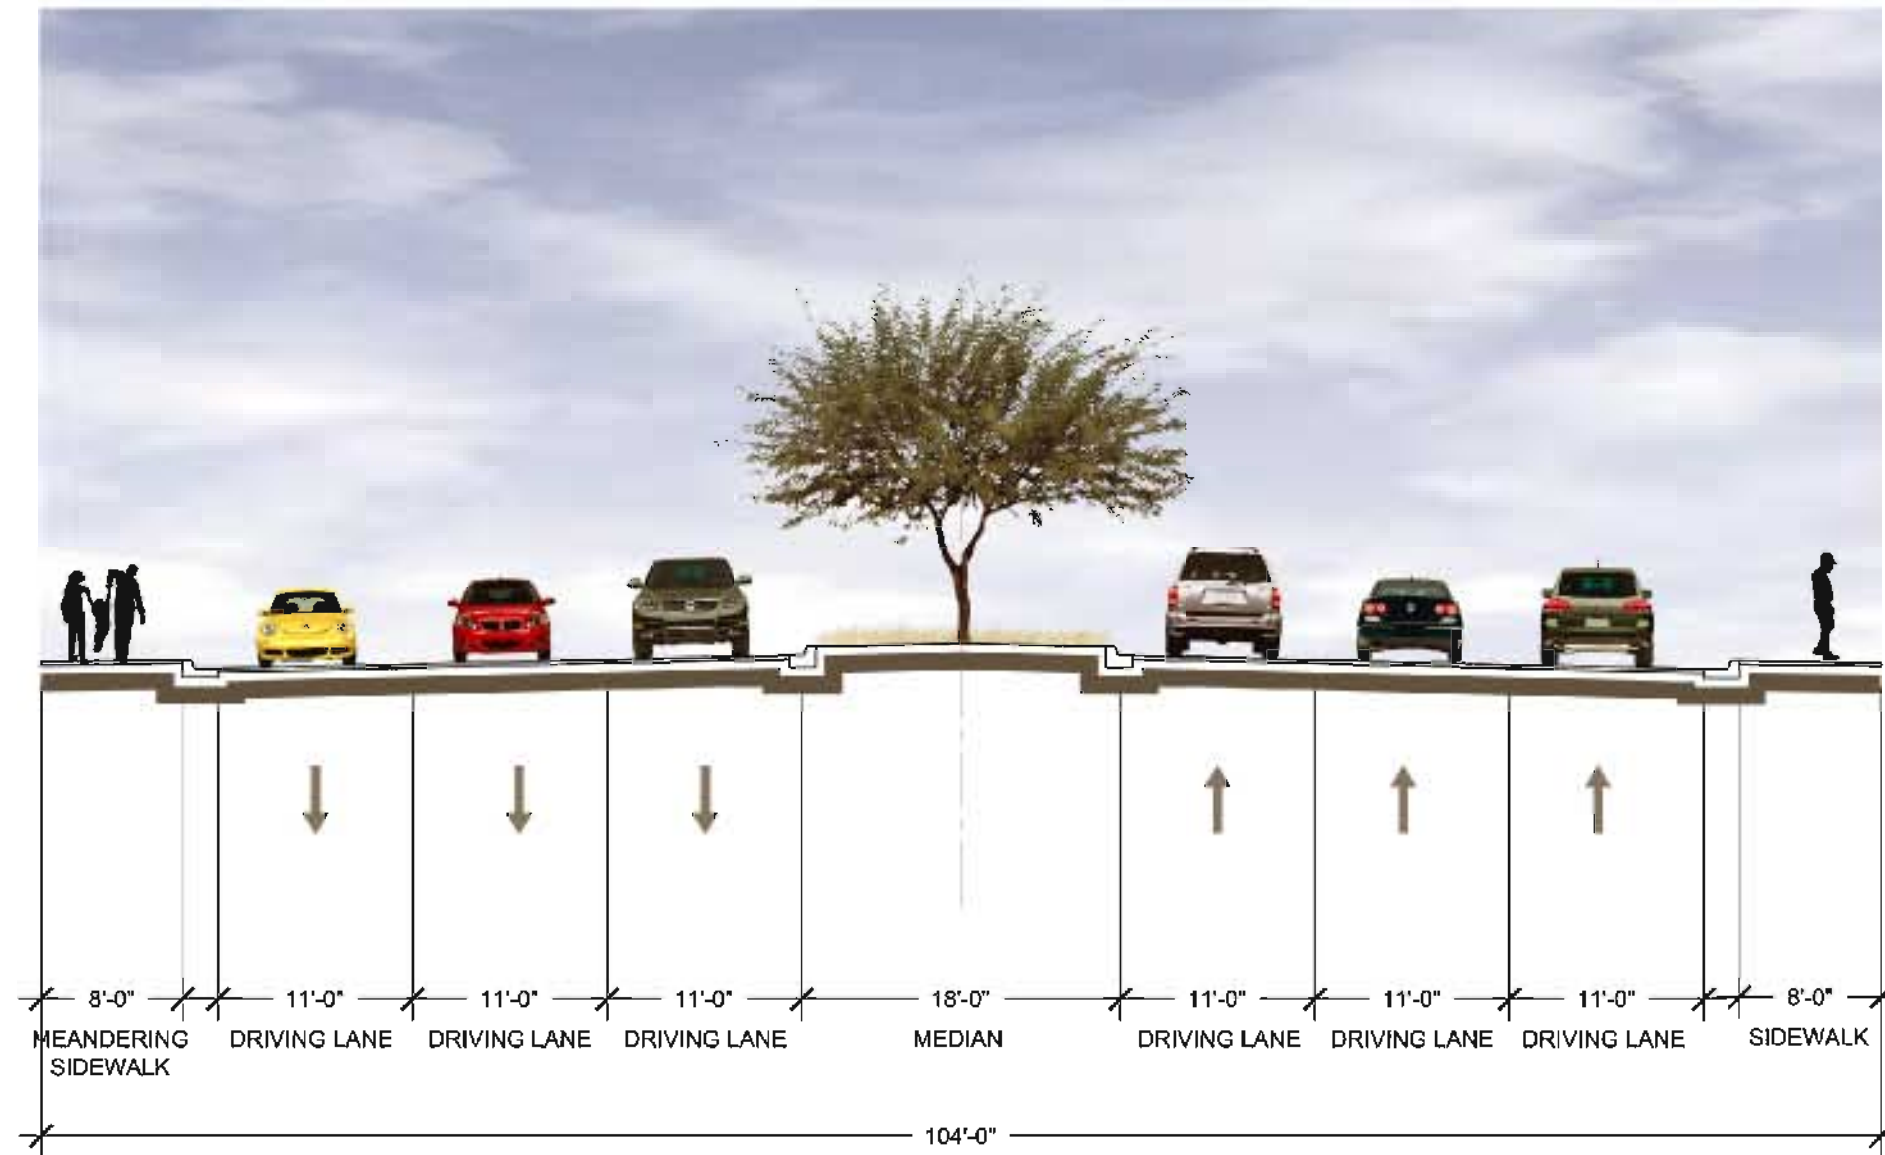 8'-0" 11'-0" 11'-0" 11'-0" 18'-0" 11'-0" 11'-0" 11'-0" 8'-0"
MEANDERING DRIVING LANE DRIVING LANE DRIVING LANE MEDIAN DRIVING LANE DRIVING LANE DRIVING LANE SIDEWALK
SIDEWALK
104'-0"